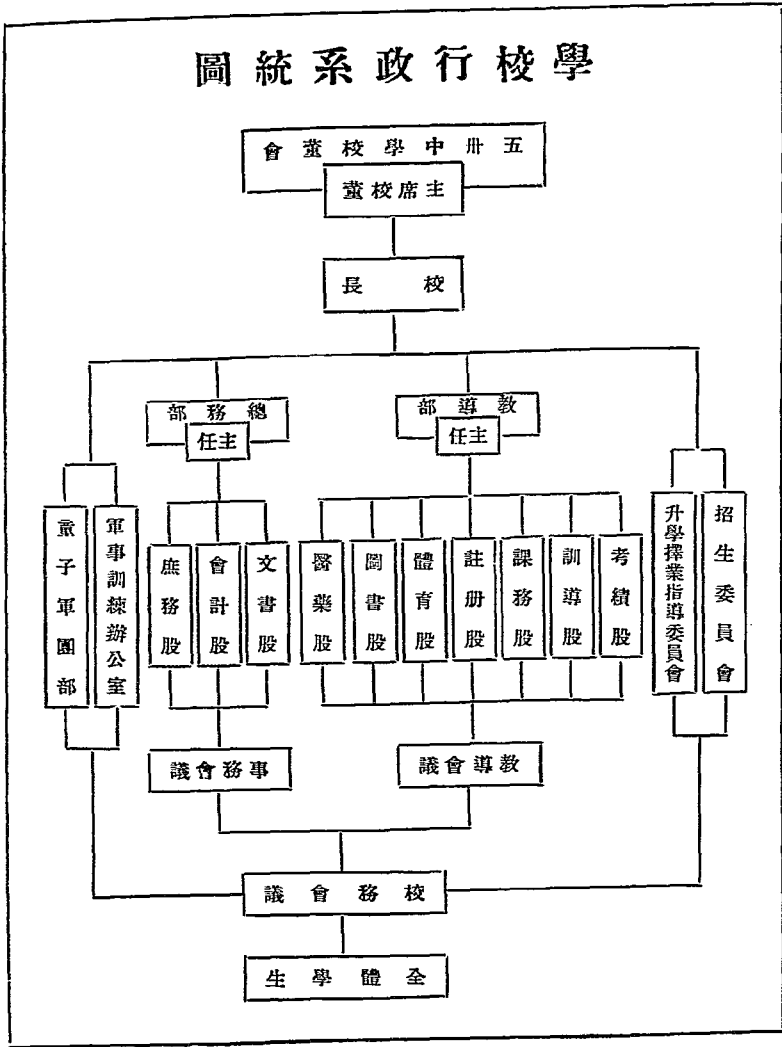 學校行政系統圖
五卅中學校董會
主席校董
校長
教導部
主任
總務部
主任
招生委員會
升學擇業指導委員會
考績股
訓導股
課務股
註册股
體育股
圖書股
醫藥股
文書股
會計股
庶務股
軍事訓練辦公室
童子軍團部
教導會議
事務會議
校務會議
全體學生